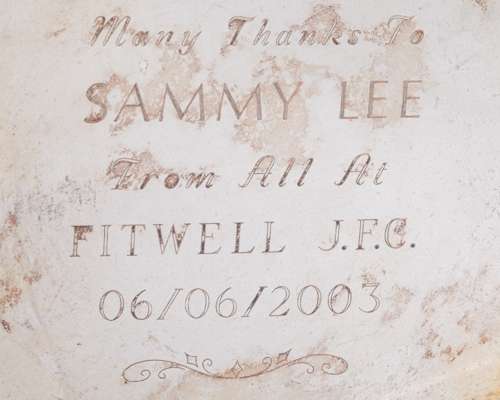 Many Thanks To
SAMMY LEE
From All At
FITWELL J.F.C.
06/06/2003